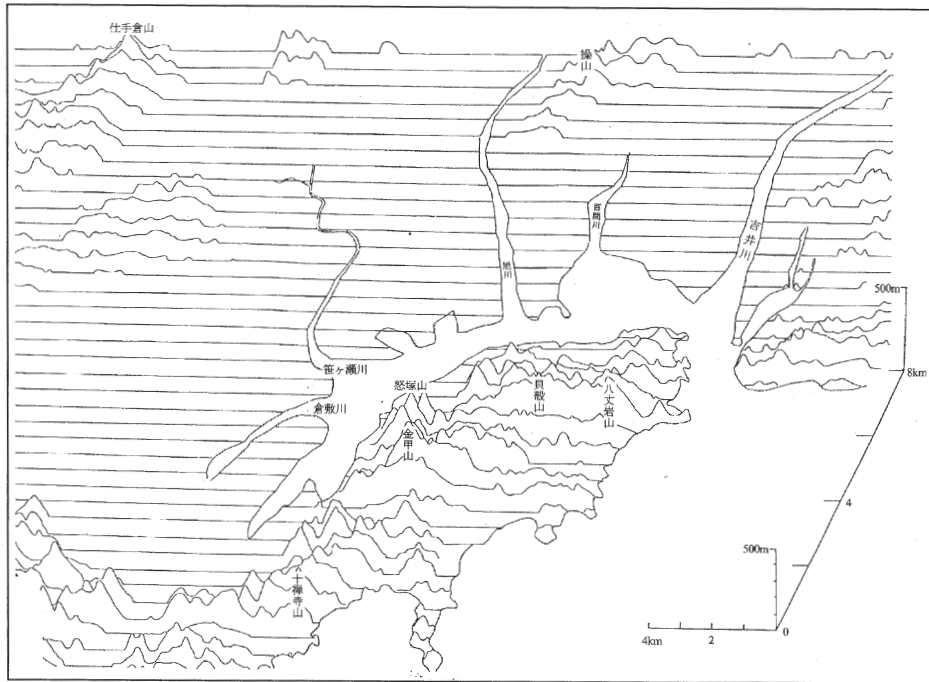 仕手倉山
操山
百間川
吉井川
旭川
500m
笹ヶ瀬川
8km
怒塚山
貝殻山
八丈岩山
倉敷川
金甲山
4
500m
十禅寺山
0
4km
2